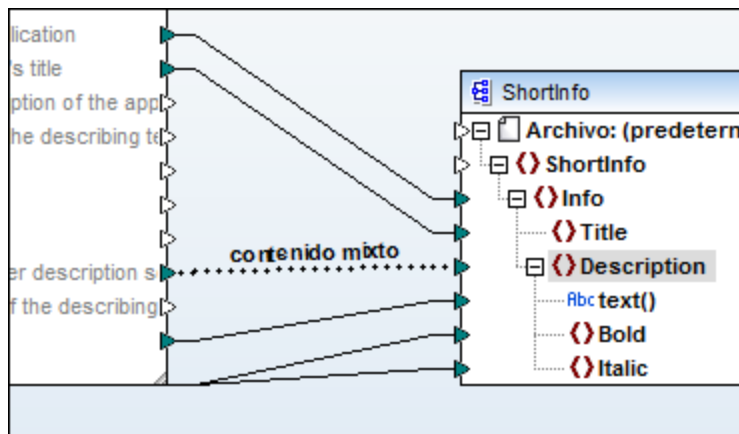 lication
's title
ption of the app
he describing te
er description s
f the describing
contenido mixto
ShortInfo
Archivo: (predetern
ShortInfo
Info
Title
Description
Abc text()
Bold
Italic